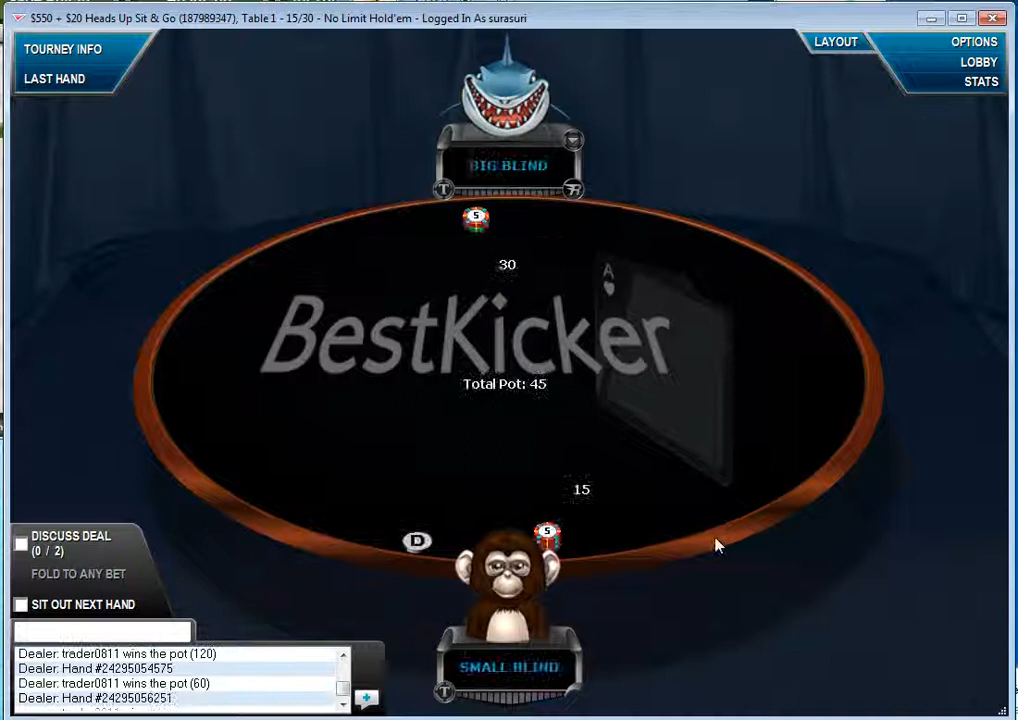 $550 + $20 Heads Up Sit & Go (187989347), Table 1 - 15/30 - No Limit Hold'em - Logged In As surasuri
TOURNEY INFO
LAST HAND
LAYOUT
OPTIONS
LOBBY
STATS
BIG BLIND
T
5
30
A
BestKicker
Total Pot: 45
15
D
5
DISCUSS DEAL
(0 / 2)
FOLD TO ANY BET
SIT OUT NEXT HAND
SMALL BLIND
T
Dealer: trader0811 wins the pot (120)
Dealer: Hand #24295054575
Dealer: trader0811 wins the pot (60)
Dealer: Hand #24295056251